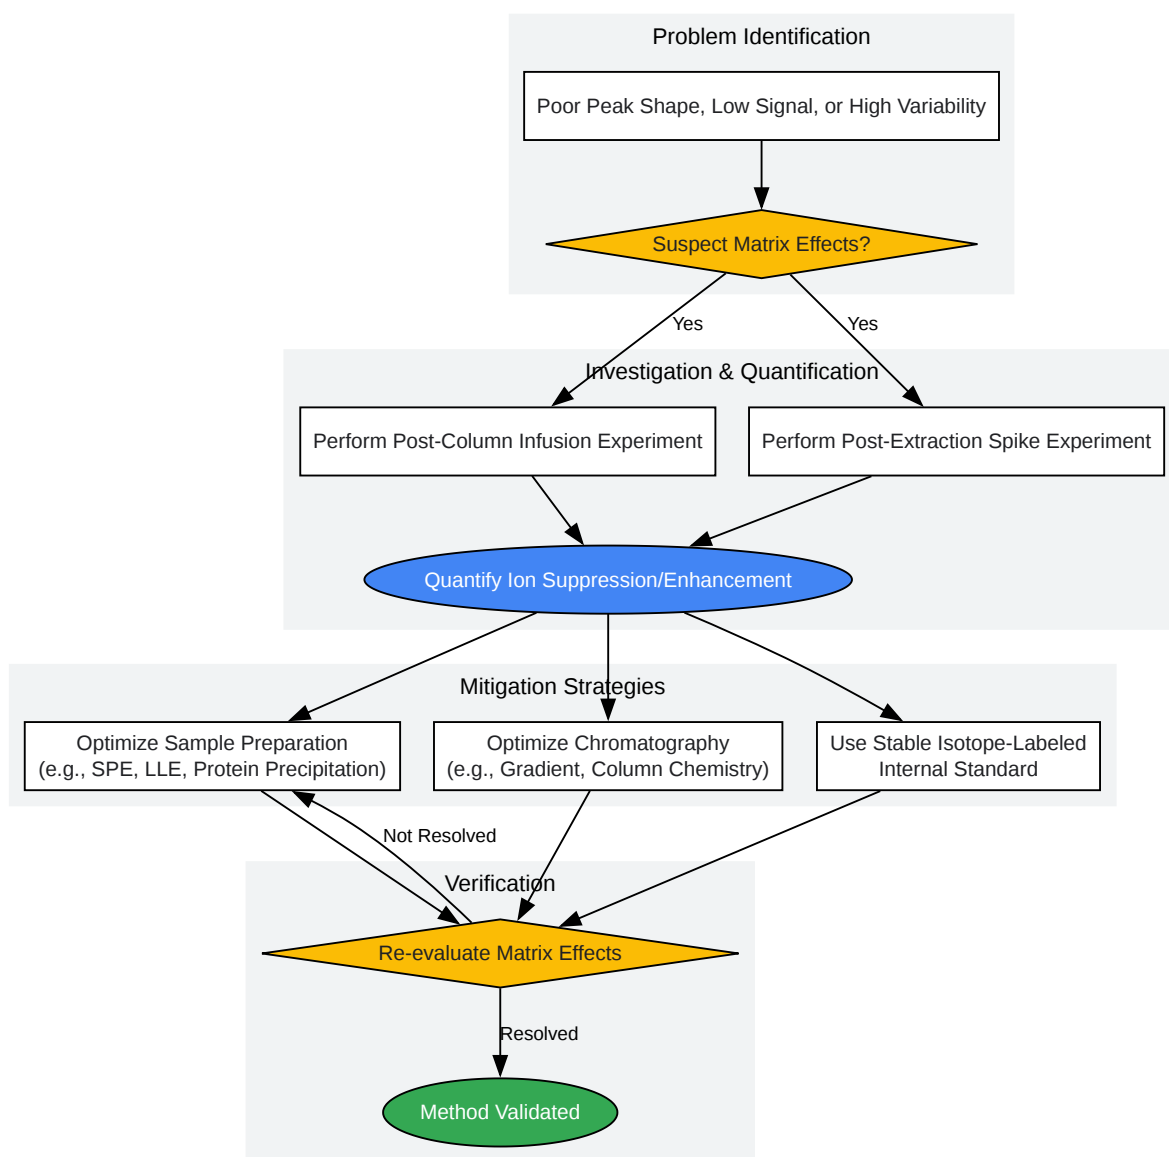 Problem Identification
Poor Peak Shape, Low Signal, or High Variability
Suspect Matrix Effects?
Yes
Yes
Investigation & Quantification
Perform Post-Column Infusion Experiment
Perform Post-Extraction Spike Experiment
Quantify Ion Suppression/Enhancement
Mitigation Strategies
Optimize Sample Preparation
(e.g., SPE, LLE, Protein Precipitation)
Optimize Chromatography
(e.g., Gradient, Column Chemistry)
Use Stable Isotope-Labeled
Internal Standard
Not Resolved
Verification
Re-evaluate Matrix Effects
Resolved
Method Validated